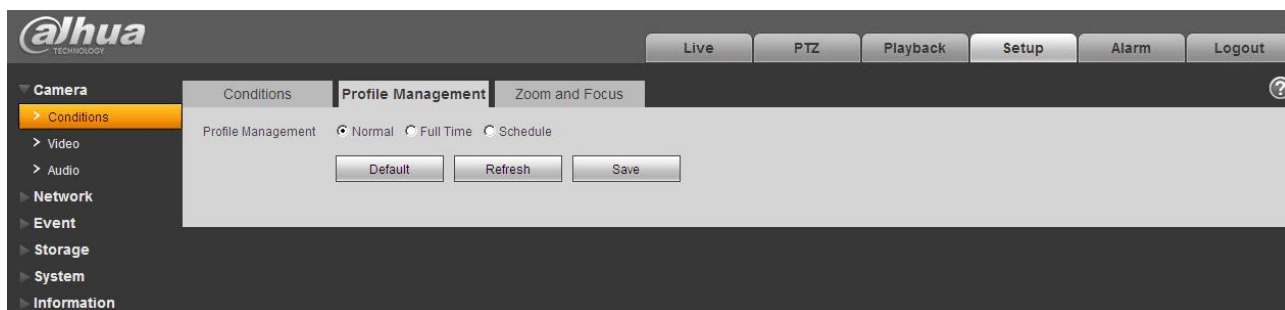 alhua
TECHNOLOGY
Live PTZ Playback Setup Alarm Logout
Camera
Conditions Profile Management Zoom and Focus
?
> Conditions
Profile Management Normal Full Time Schedule
> Video
Default Refresh Save
> Audio
Network
Event
Storage
System
Information